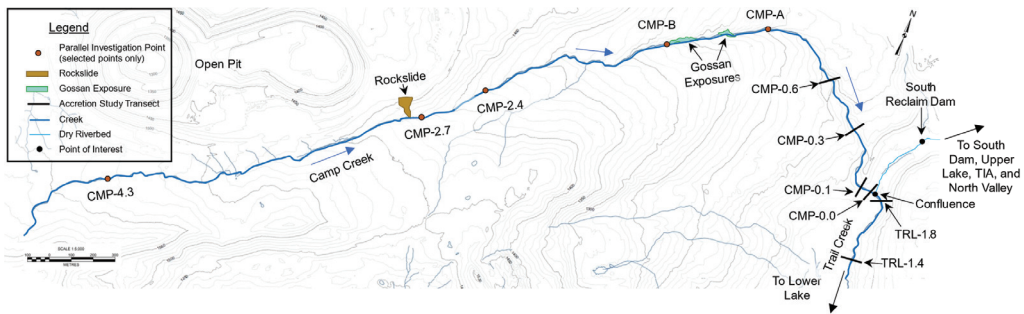 Legend
Parallel Investigation Point
(selected points only)
Rockslide
Gossan Exposure
Accretion Study Transect
Creek
Dry Riverbed
Point of Interest
Open Pit
Rockslide
CMP-4.3
Camp Creek
CMP-2.7
CMP-2.4
CMP-B
CMP-A
Gossan
Exposures
N
CMP-0.6
CMP-0.3
South
Reclaim Dam
To South
Dam, Upper
Lake, TIA, and
North Valley
CMP-0.1
CMP-0.0
Confluence
TRL-1.8
Trail Creek
TRL-1.4
To Lower
Lake
METRES